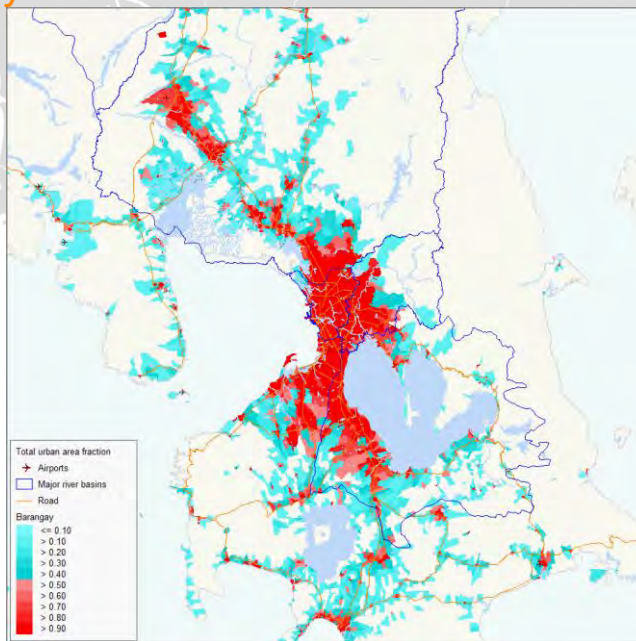 Total urban area fraction
Airports
Major river basins
Road
Barangay
<= 0.10
> 0.10
> 0.20
> 0.30
> 0.40
> 0.50
> 0.60
> 0.70
> 0.80
> 0.90